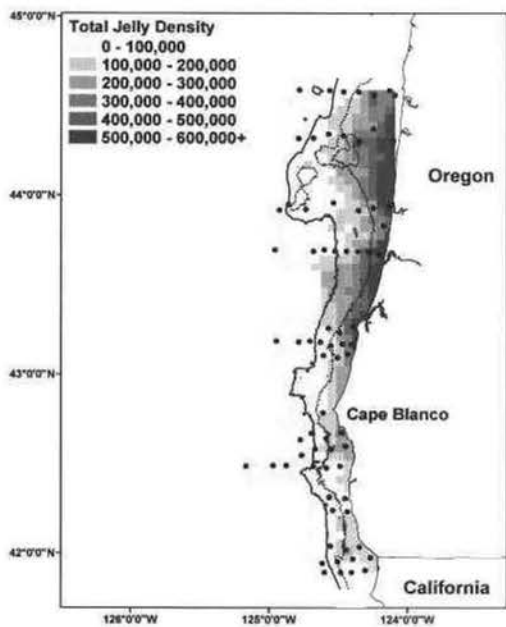 45°0'0"N
Total Jelly Density
0 - 100,000
100,000 - 200,000
200,000 - 300,000
300,000 - 400,000
400,000 - 500,000
500,000 - 600,000+
44°0'0"N
Oregon
43°0'0"N
Cape Blanco
42°0'0"N
California
126°0'0"W
125°0'0"W
124°0'0"W